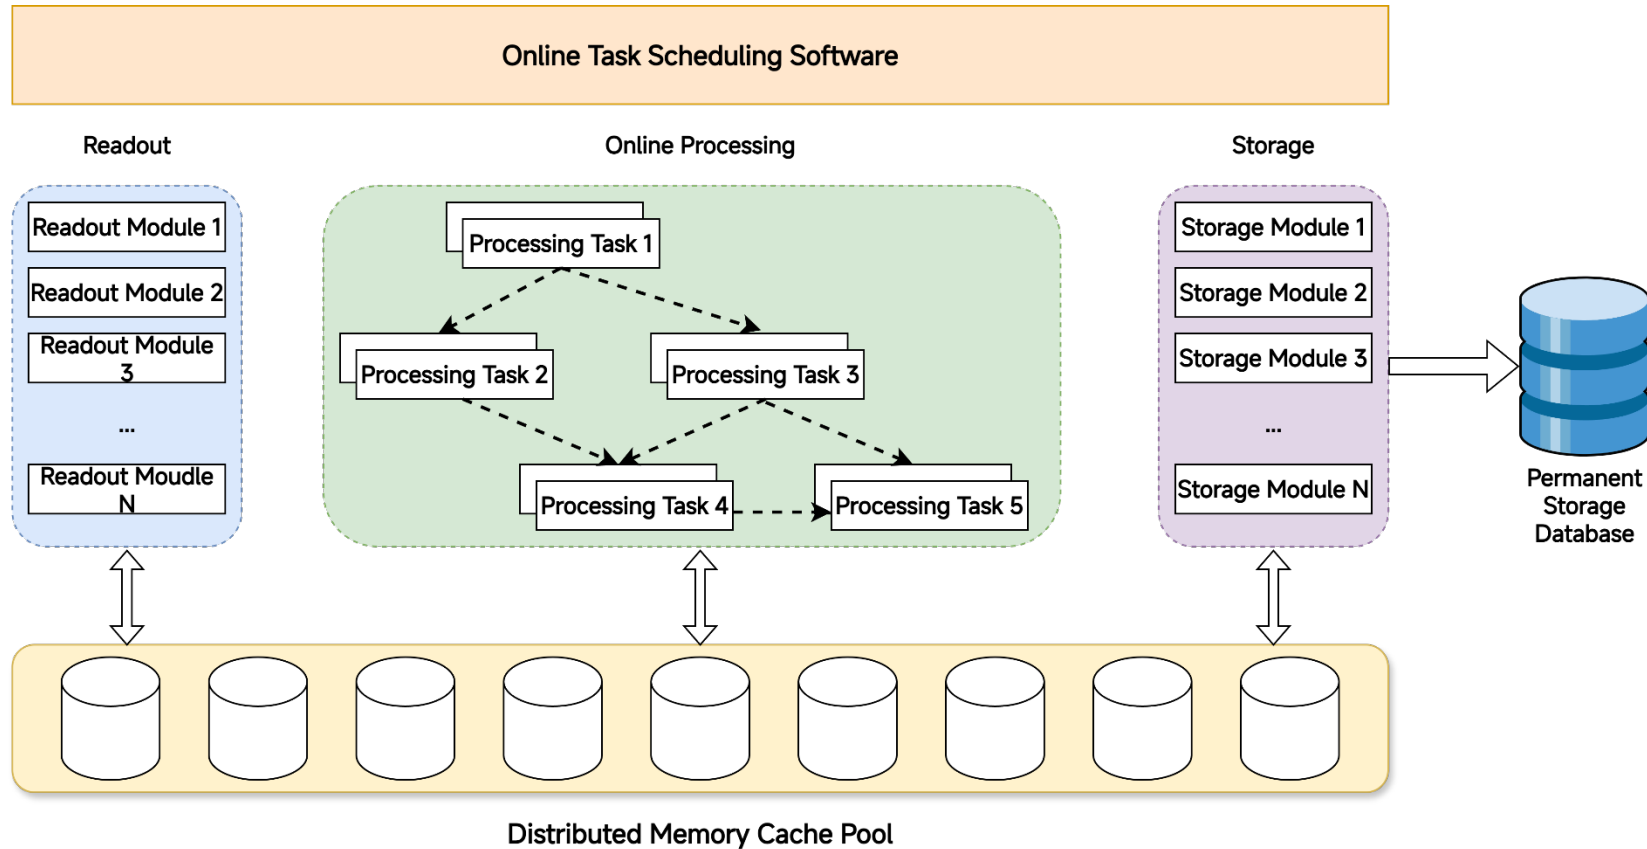 Online Task Scheduling Software
Readout
Online Processing
Storage
Readout Module 1
Readout Module 2
Readout Module
3
...
Readout Moudle
N
Processing Task 1
Processing Task 2
Processing Task 3
Processing Task 4
Processing Task 5
Storage Module 1
Storage Module 2
Storage Module 3
...
Storage Module N
Permanent
Storage
Database
Distributed Memory Cache Pool